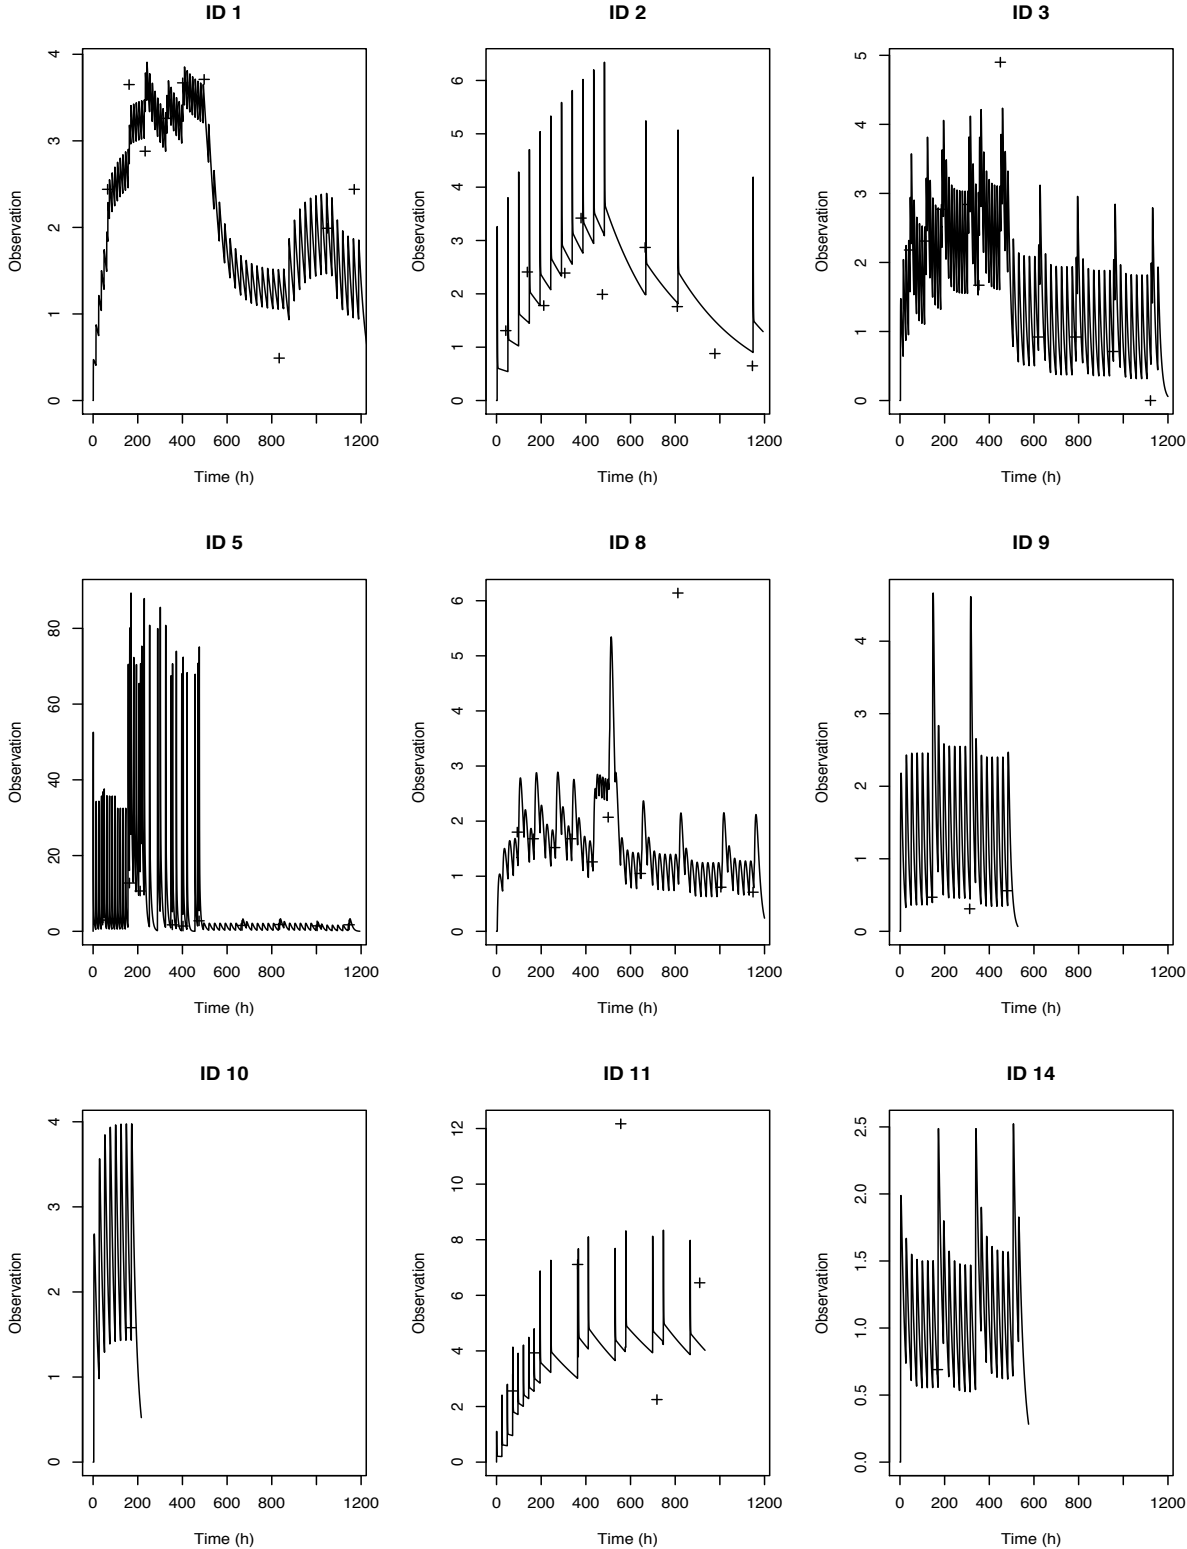 ID 1
Observation
0 1 2 3 4
0 200 400 600 800 1200
Time (h)
ID 2
Observation
0 1 2 3 4 5 6
0 200 400 600 800 1200
Time (h)
ID 3
Observation
0 1 2 3 4 5
0 200 400 600 800 1200
Time (h)
ID 5
Observation
0 20 40 60 80
0 200 400 600 800 1200
Time (h)
ID 8
Observation
0 1 2 3 4 5 6
0 200 400 600 800 1200
Time (h)
ID 9
Observation
0 1 2 3 4
0 200 400 600 800 1200
Time (h)
ID 10
Observation
0 1 2 3 4
0 200 400 600 800 1200
Time (h)
ID 11
Observation
0 2 4 6 8 10 12
0 200 400 600 800 1200
Time (h)
ID 14
Observation
0.0 0.5 1.0 1.5 2.0 2.5
0 200 400 600 800 1200
Time (h)